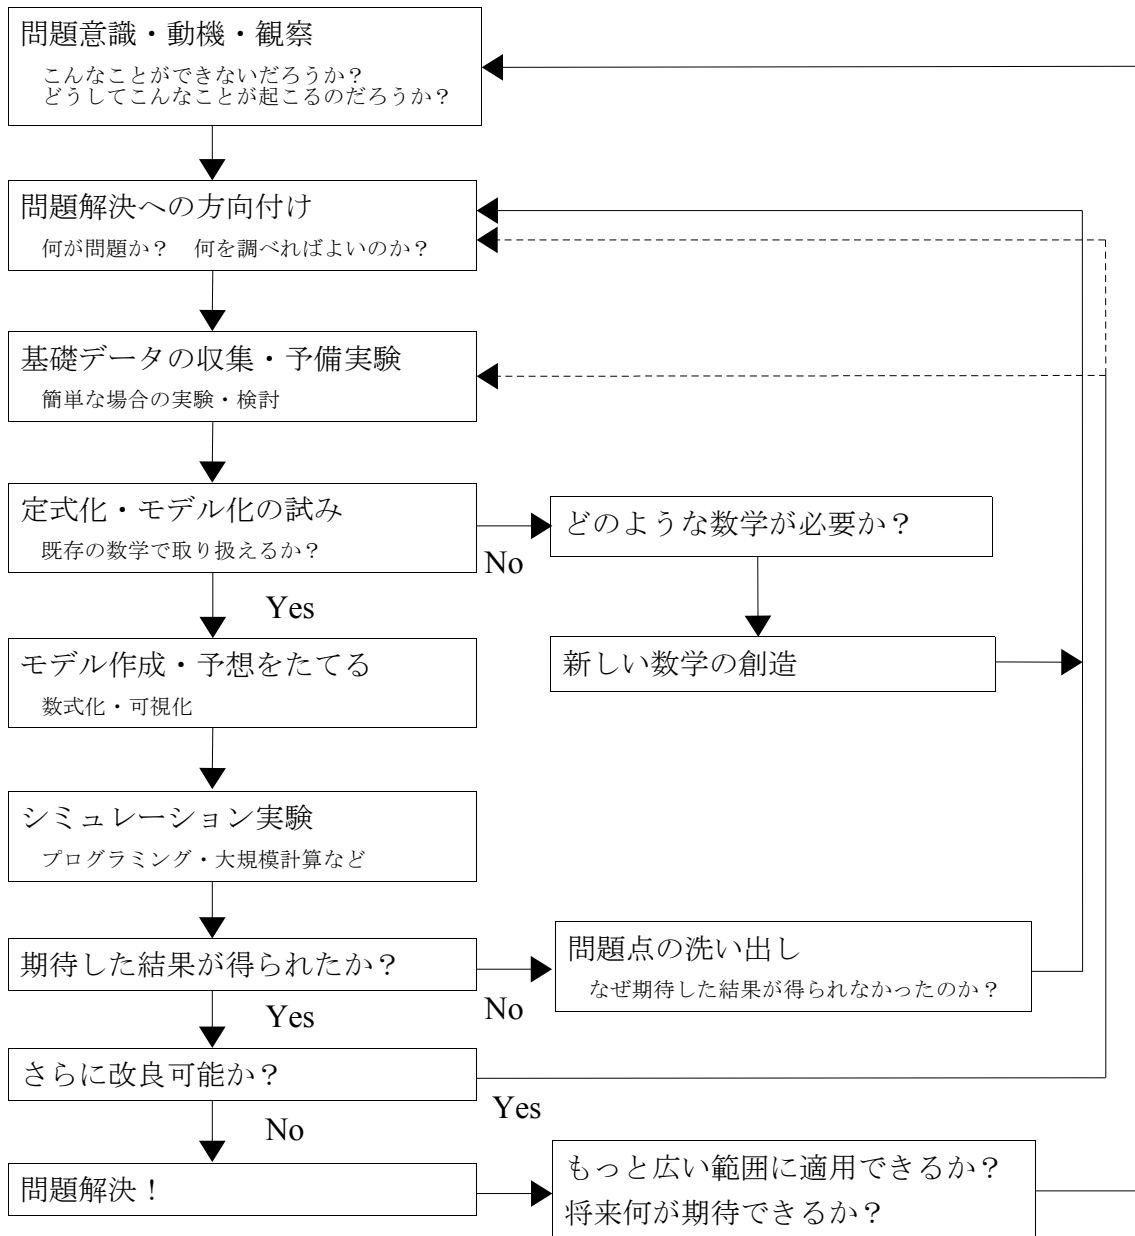 問題意識・動機・観察
こんなことができないだろうか？
どうしてこんなことが起こるのだろうか？
問題解決への方向付け
何が問題か？　何を調べればよいのか？
基礎データの収集・予備実験
簡単な場合の実験・検討
定式化・モデル化の試み
既存の数学で取り扱えるか？
No
どのような数学が必要か？
Yes
新しい数学の創造
モデル作成・予想をたてる
数式化・可視化
シミュレーション実験
プログラミング・大規模計算など
期待した結果が得られたか？
No
問題点の洗い出し
なぜ期待した結果が得られなかったのか？
Yes
さらに改良可能か？
Yes
No
問題解決！
もっと広い範囲に適用できるか？
将来何が期待できるか？